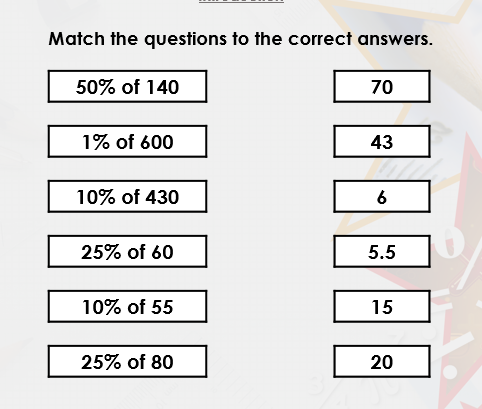 Match the questions to the correct answers.
50% of 140 70
1% of 600 43
10% of 430 6
25% of 60 5.5
10% of 55 15
25% of 80 20